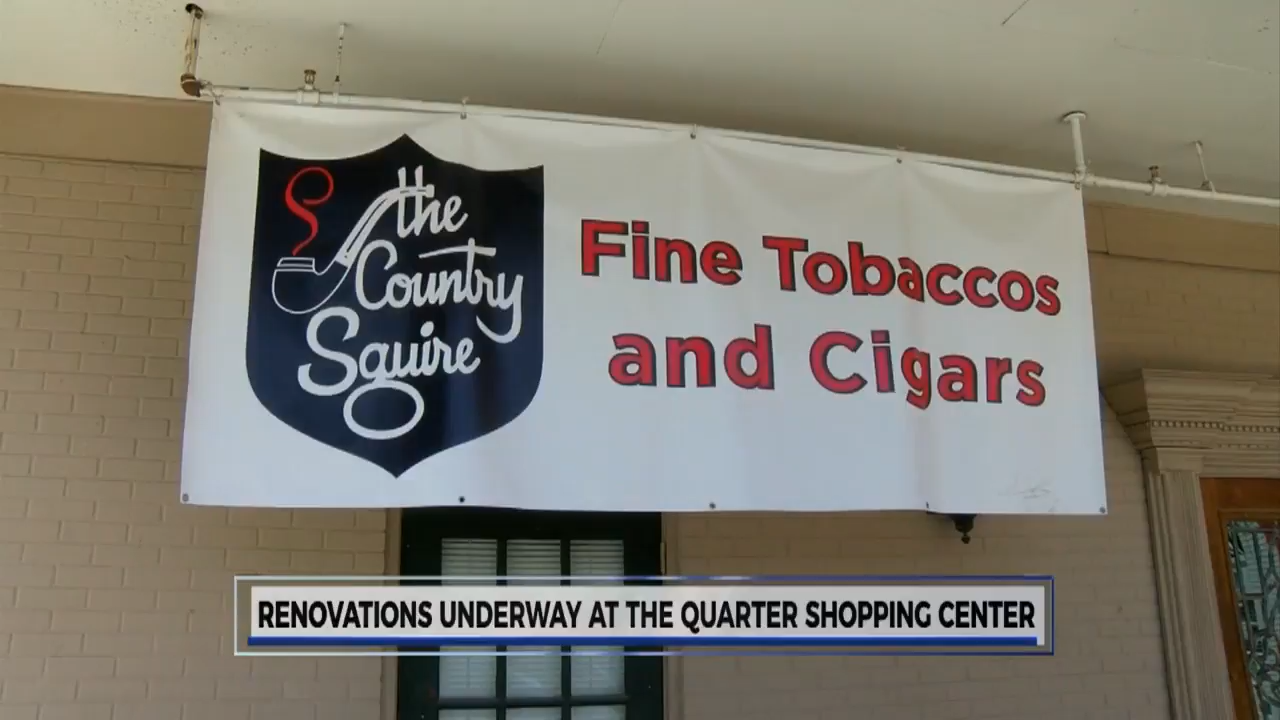 the
Country
Squire
Fine Tobaccos
and Cigars
RENOVATIONS UNDERWAY AT THE QUARTER SHOPPING CENTER